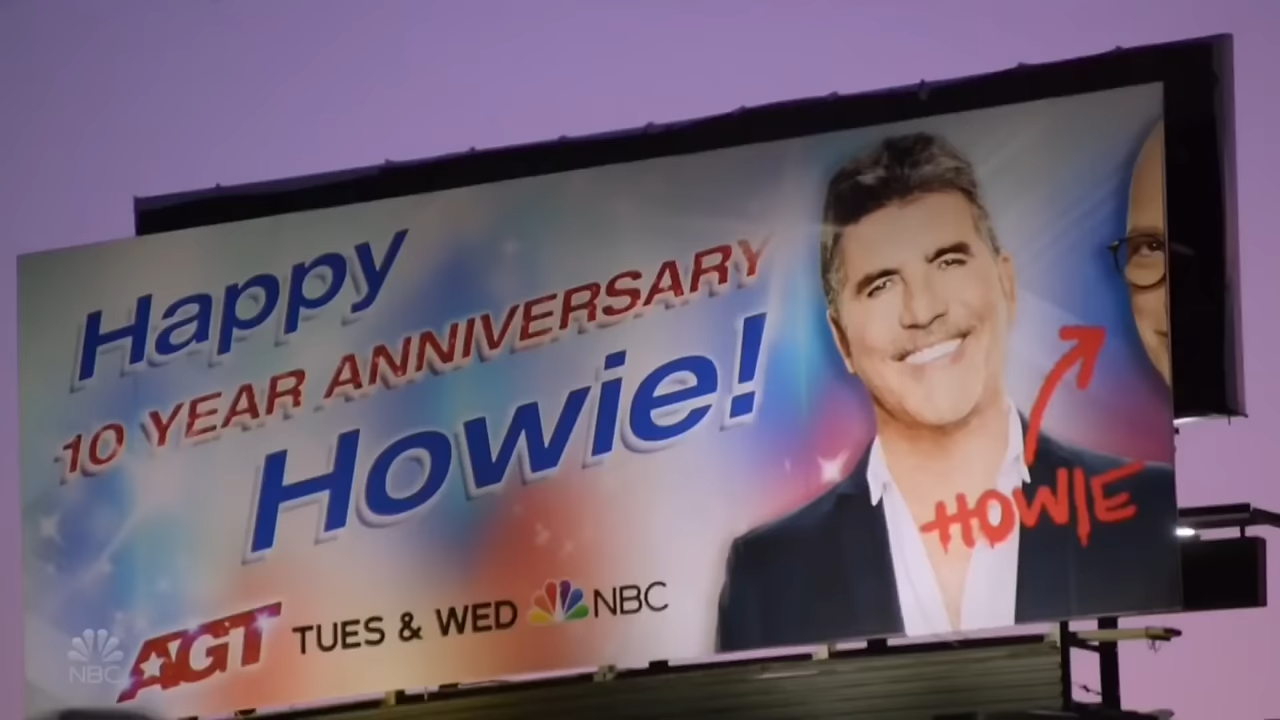 Happy
10 YEAR ANNIVERSARY
Howie!
HOWIE
AGT TUES & WED NBC
NBC